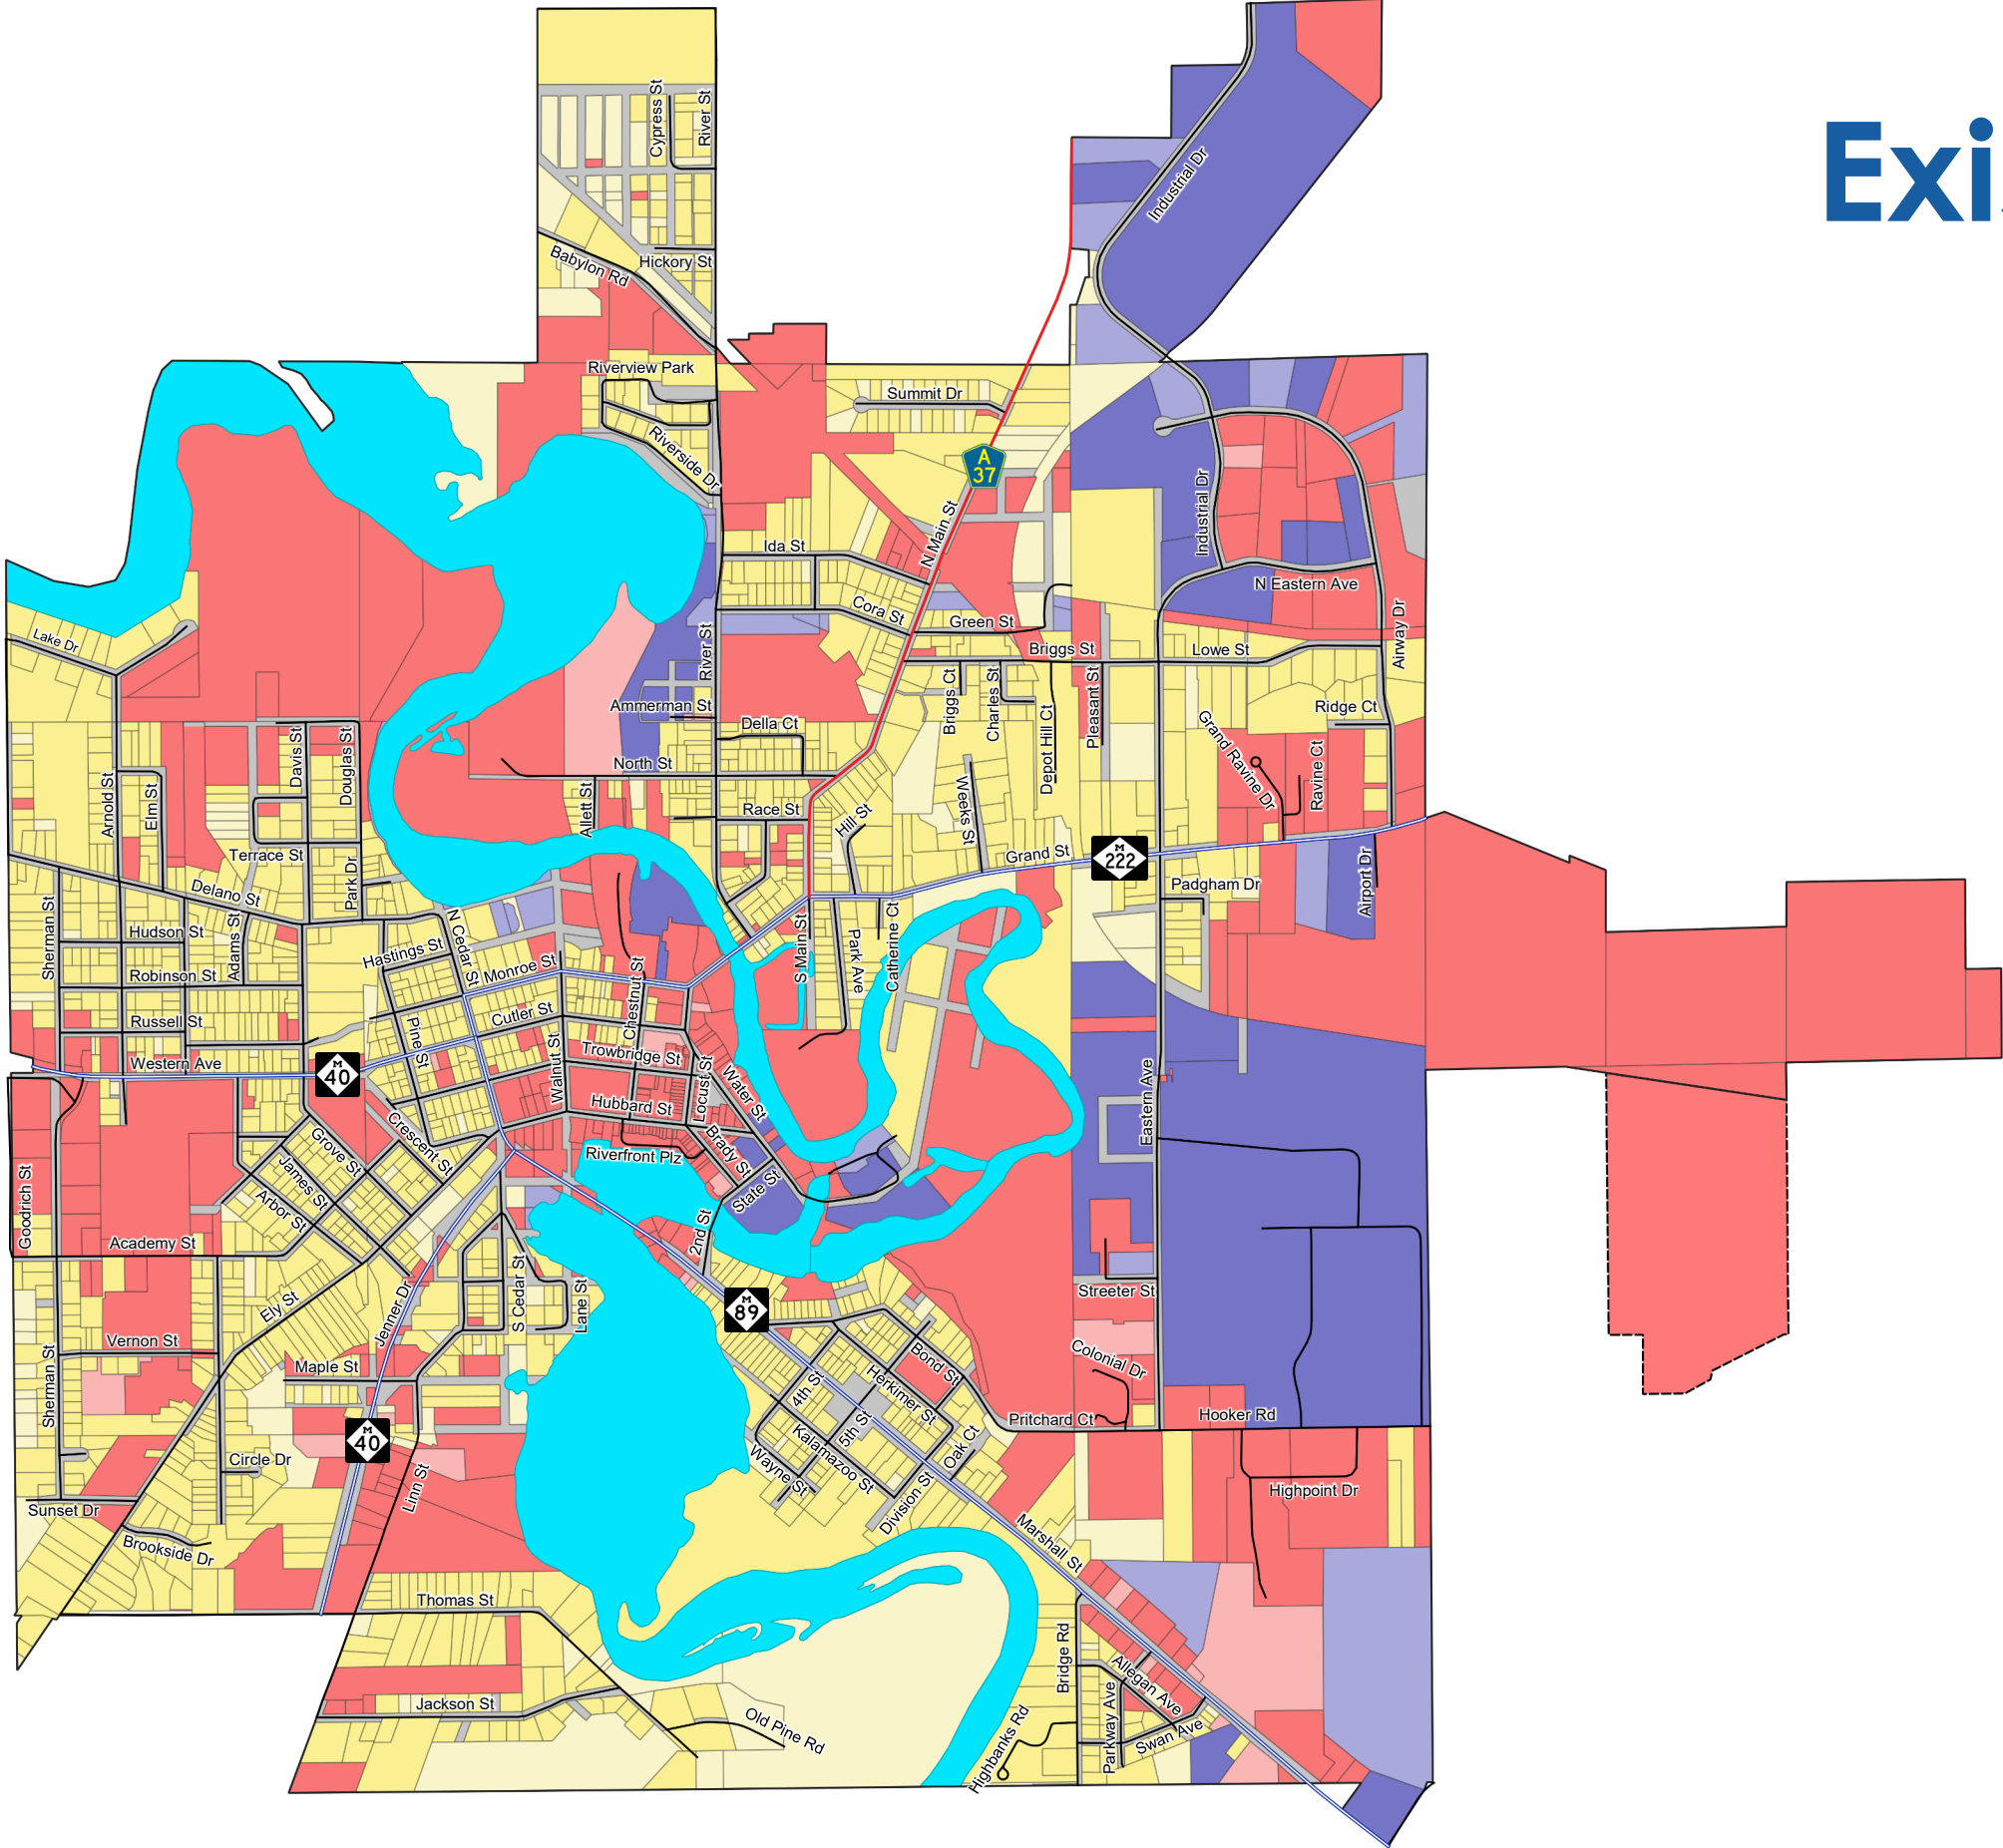 Exi
Cypress St
River St
Industrial Dr
Babylon Rd
Hickory St
Riverview Park
Summit Dr
Riverside Dr
A
37
N Main St
Industrial Dr
Ida St
N Eastern Ave
Cora St
Green St
Airway Dr
Lake Dr
River St
Briggs St
Lowe St
Ammerman St
Briggs Ct
Charles St
Pleasant St
Ridge Ct
Della Ct
Davis St
Douglas St
North St
Depot Hill Ct
Grand Ravine Dr
Ravine Ct
Arnold St
Elm St
Allett St
Race St
Hill St
Weeks St
Terrace St
Grand St
M
222
Park Dr
Delano St
Padgham Dr
Airport Dr
Sherman St
Hudson St
Adams St
N Cedar St
Hastings St
S Main St
Park Ave
Catherine Ct
Robinson St
Monroe St
Chestnut St
Russell St
Cutler St
Pine St
Western Ave
M
40
Walnut St
Trowbridge St
Locust St
Water St
Eastern Ave
Hubbard St
Crescent St
Grove St
Brady St
Riverfront Plz
James St
State St
Arbor St
Goodrich St
Academy St
2nd St
S Cedar St
Lane St
Ely St
Jenner Dr
M
89
Streeter St
Vernon St
Maple St
Bond St
Colonial Dr
Sherman St
4th St
Herkimer St
5th St
Pritchard Ct
Hooker Rd
M
40
Circle Dr
Kalamazoo St
Oak Ct
Wayne St
Linn St
Division St
Highpoint Dr
Sunset Dr
Brookside Dr
Marshall St
Thomas St
Bridge Rd
Allegan Ave
Jackson St
Parkway Ave
Old Pine Rd
Highbanks Rd
Swan Ave